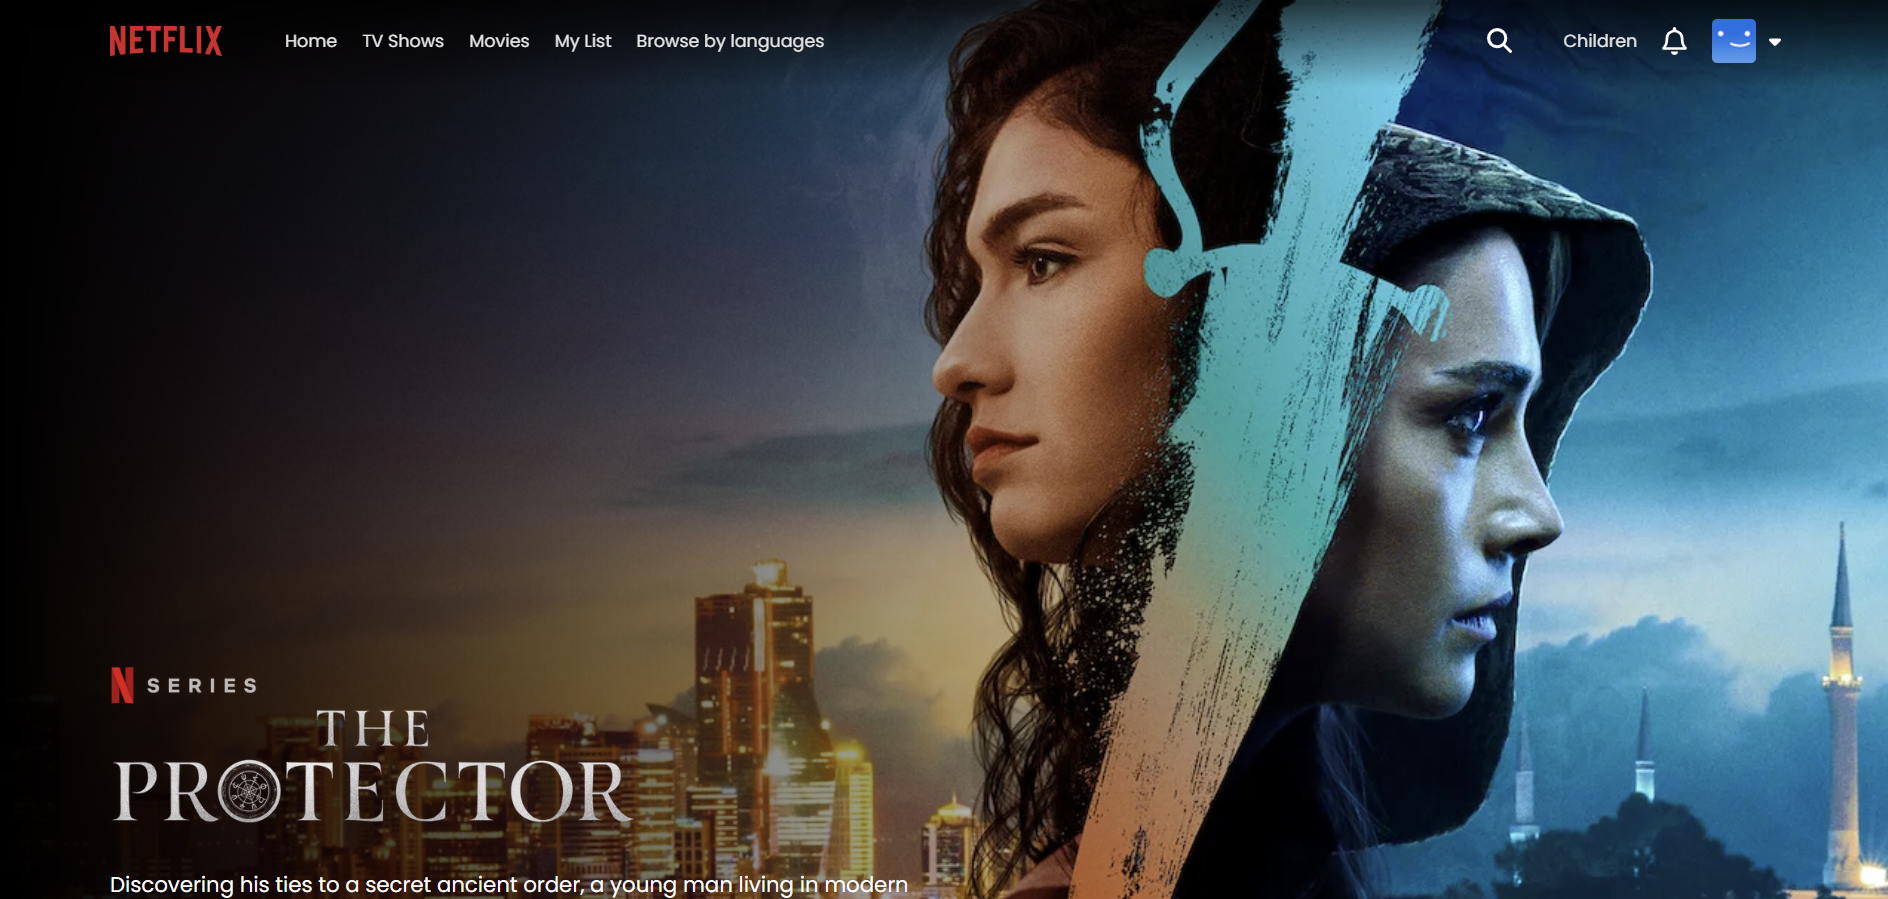 NETFLIX Home TV Shows Movies My List Browse by languages Children
N SERIES
THE
PROTECTOR
Discovering his ties to a secret ancient order, a young man living in modern